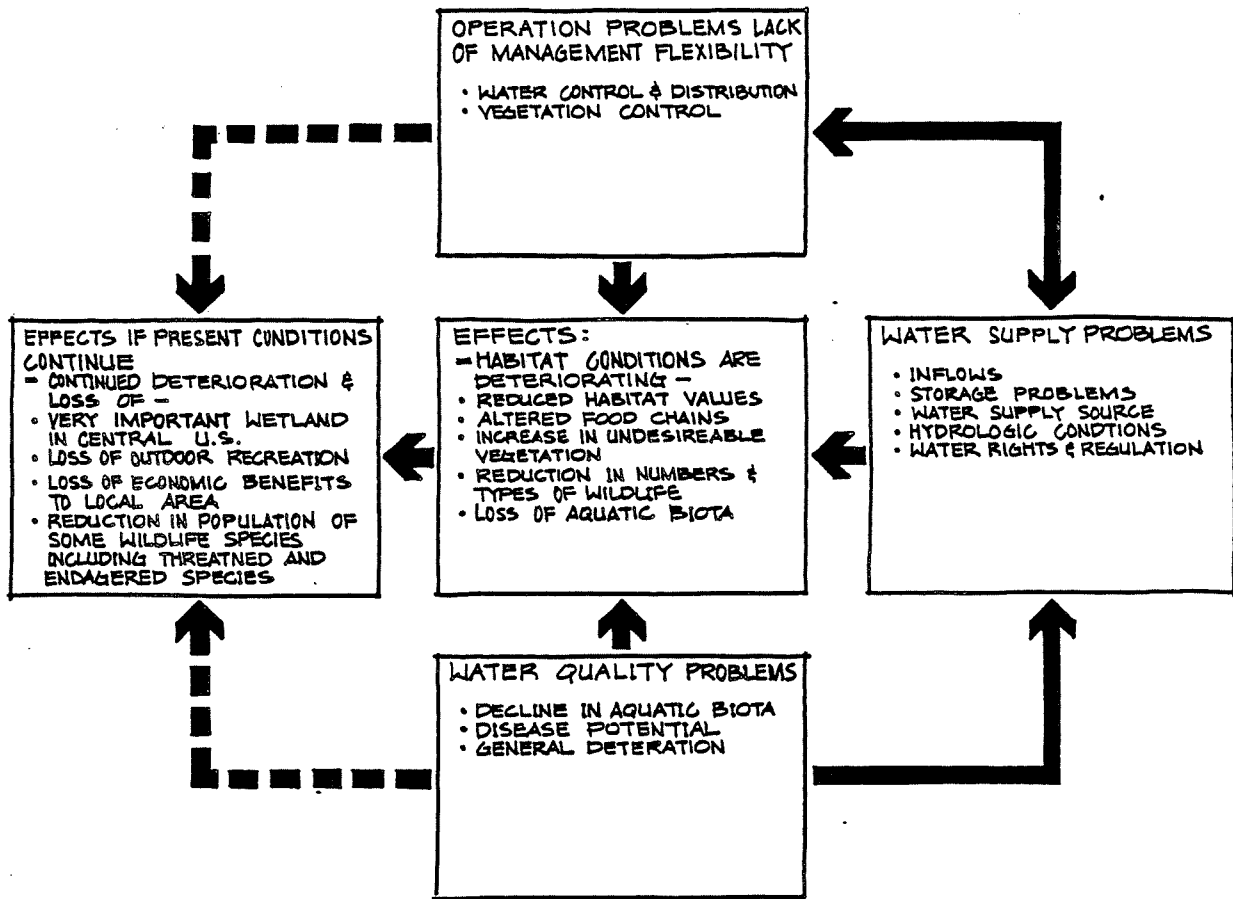 OPERATION PROBLEMS LACK
OF MANAGEMENT FLEXIBILITY
• WATER CONTROL & DISTRIBUTION
• VEGETATION CONTROL
EFFECTS IF PRESENT CONDITIONS
CONTINUE
- CONTINUED DETERIORATION &
LOSS OF -
• VERY IMPORTANT WETLAND
IN CENTRAL U.S.
• LOSS OF OUTDOOR RECREATION
• LOSS OF ECONOMIC BENEFITS
TO LOCAL AREA
• REDUCTION IN POPULATION OF
SOME WILDLIFE SPECIES
INCLUDING THREATNED AND
ENDAGERED SPECIES
EFFECTS:
- HABITAT CONDITIONS ARE
DETERIORATING -
• REDUCED HABITAT VALUES
• ALTERED FOOD CHAINS
• INCREASE IN UNDESIREABLE
VEGETATION
• REDUCTION IN NUMBERS &
TYPES OF WILDLIFE
• LOSS OF AQUATIC BIOTA
WATER SUPPLY PROBLEMS
• INFLOWS
• STORAGE PROBLEMS
• WATER SUPPLY SOURCE
• HYDROLOGIC CONDTIONS
• WATER RIGHTS & REGULATION
WATER QUALITY PROBLEMS
• DECLINE IN AQUATIC BIOTA
• DISEASE POTENTIAL
• GENERAL DETERATION